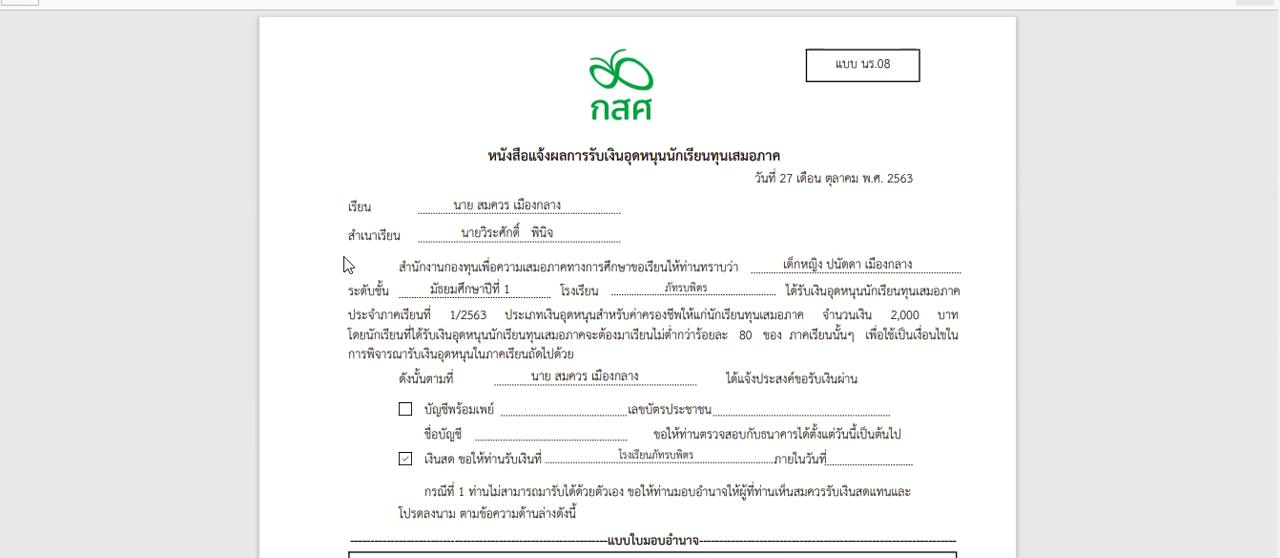 กสศ
แบบ นร.08
หนังสือแจ้งผลการรับเงินอุดหนุนนักเรียนทุนเสมอภาค
วันที่ 27 เดือน ตุลาคม พ.ศ. 2563
เรียน นาย สมควร เมืองกลาง
สำเนาเรียน นายวิระศักดิ์ พินิจ
สำนักงานกองทุนเพื่อความเสมอภาคทางการศึกษาขอเรียนให้ท่านทราบว่า เด็กหญิง ปนัดดา เมืองกลาง
ระดับชั้น มัธยมศึกษาปีที่ 1 โรงเรียน ภัทรบพิตร ได้รับเงินอุดหนุนนักเรียนทุนเสมอภาค
ประจำภาคเรียนที่ 1/2563 ประเภทเงินอุดหนุนสำหรับค่าครองชีพให้แก่นักเรียนทุนเสมอภาค จำนวนเงิน 2,000 บาท
โดยนักเรียนที่ได้รับเงินอุดหนุนนักเรียนทุนเสมอภาคจะต้องมาเรียนไม่ต่ำกว่าร้อยละ 80 ของ ภาคเรียนนั้นๆ เพื่อใช้เป็นเงื่อนไขใน
การพิจารณารับเงินอุดหนุนในภาคเรียนถัดไปด้วย
ดังนั้นตามที่ นาย สมควร เมืองกลาง ได้แจ้งประสงค์ขอรับเงินผ่าน
บัญชีพร้อมเพย์ เลขบัตรประชาชน
ชื่อบัญชี ขอให้ท่านตรวจสอบกับธนาคารได้ตั้งแต่วันนี้เป็นต้นไป
เงินสด ขอให้ท่านรับเงินที่ โรงเรียนภัทรบพิตร ภายในวันที่
กรณีที่ 1 ท่านไม่สามารถมารับได้ด้วยตัวเอง ขอให้ท่านมอบอำนาจให้ผู้ที่ท่านเห็นสมควรรับเงินสดแทนและ
โปรดลงนาม ตามข้อความด้านล่างดังนี้
แบบใบมอบอำนาจ